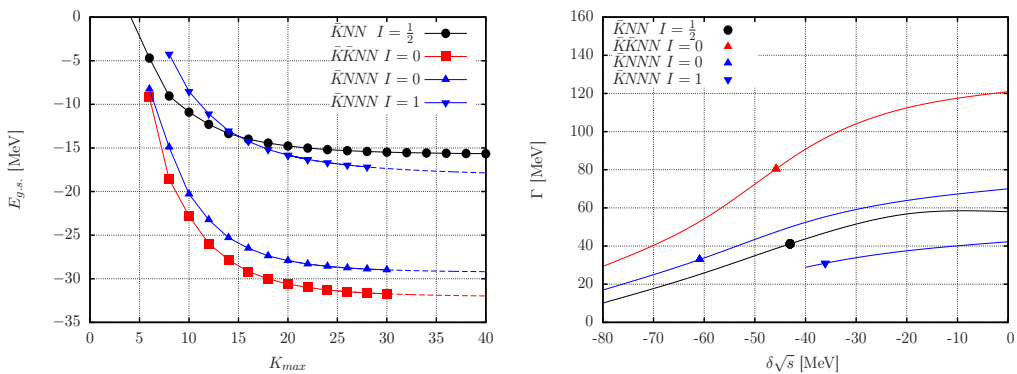 0
−5
−10
−15
−20
−25
−30
−35
0 5 10 15 20 25 30 35 40
E_{g.s.} [MeV]
K_{max}
K̄NN I = 1/2
K̄K̄NN I = 0
K̄NNN I = 0
K̄NNN I = 1
160
140
120
100
80
60
40
20
0
-80 -70 -60 -50 -40 -30 -20 -10 0
Γ [MeV]
δ√s [MeV]
K̄NN I = 1/2
K̄K̄NN I = 0
K̄NNN I = 0
K̄NNN I = 1